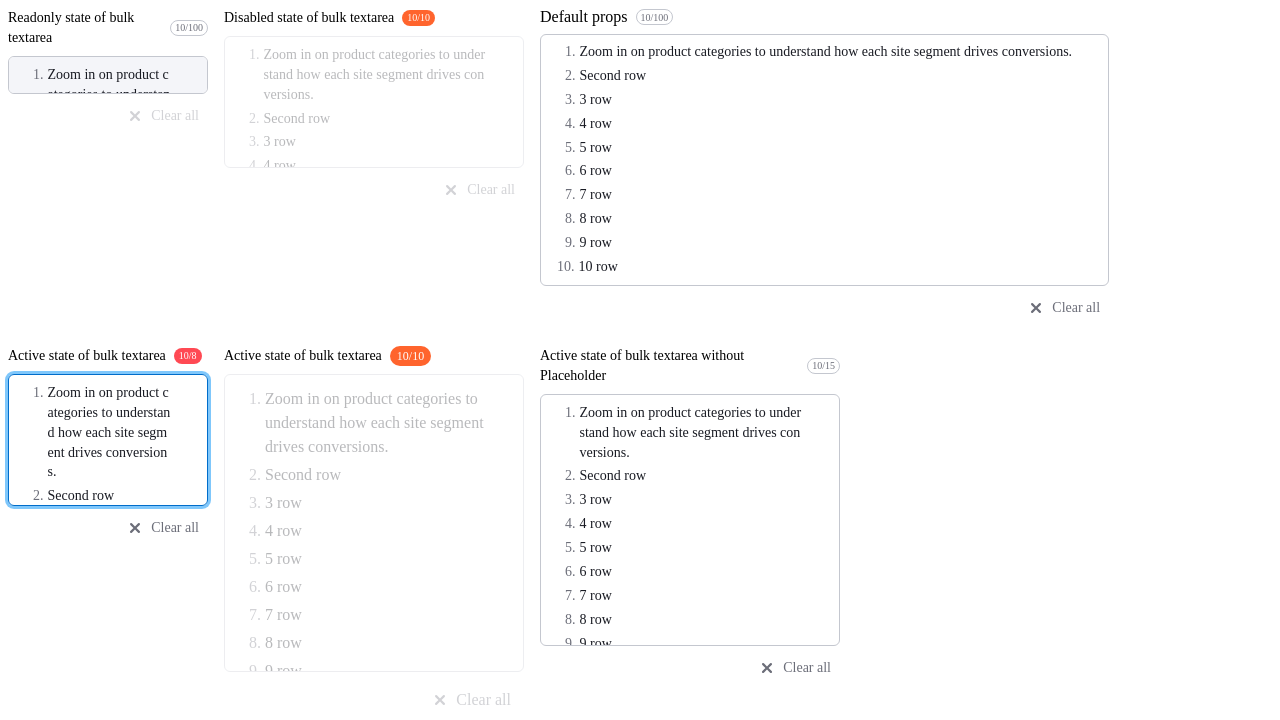 Readonly state of bulk
textarea
10/100
1. Zoom in on product c
ategories to understan
Clear all
Disabled state of bulk textarea 10/10
1. Zoom in on product categories to under
stand how each site segment drives con
versions.
2. Second row
3. 3 row
4. 4 row
Clear all
Default props 10/100
1. Zoom in on product categories to understand how each site segment drives conversions.
2. Second row
3. 3 row
4. 4 row
5. 5 row
6. 6 row
7. 7 row
8. 8 row
9. 9 row
10. 10 row
Clear all
Active state of bulk textarea 10/8
1. Zoom in on product c
ategories to understan
d how each site segm
ent drives conversion
s.
2. Second row
Clear all
Active state of bulk textarea 10/10
1. Zoom in on product categories to
understand how each site segment
drives conversions.
2. Second row
3. 3 row
4. 4 row
5. 5 row
6. 6 row
7. 7 row
8. 8 row
9. 9 row
Clear all
Active state of bulk textarea without
Placeholder
10/15
1. Zoom in on product categories to under
stand how each site segment drives con
versions.
2. Second row
3. 3 row
4. 4 row
5. 5 row
6. 6 row
7. 7 row
8. 8 row
9. 9 row
Clear all